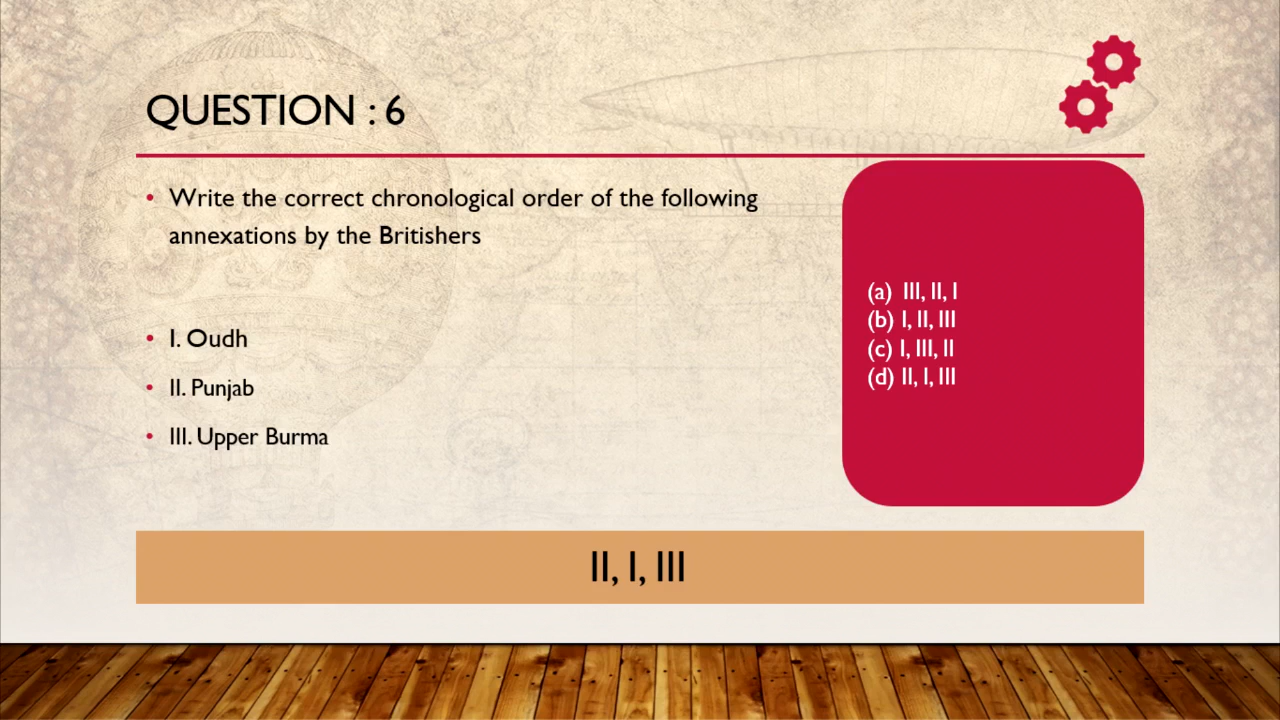 QUESTION : 6
• Write the correct chronological order of the following
annexations by the Britishers
• I. Oudh
• II. Punjab
• III. Upper Burma
(a) III, II, I
(b) I, II, III
(c) I, III, II
(d) II, I, III
II, I, III